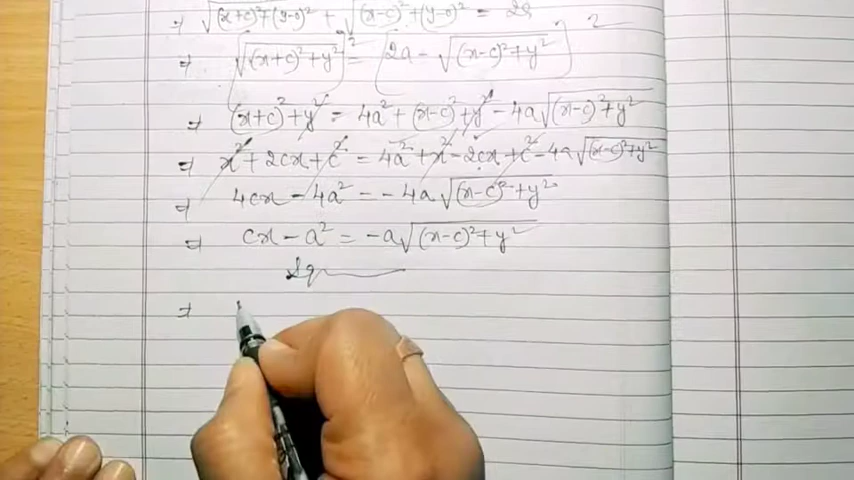 ⇒ √(x+c)²+(y-0)² + √(x-c)²+(y-0)² = 2a
⇒ √(x+c)²+y² ² = 2a - √(x-c)²+y² 2
⇒ (x+c)²+y² = 4a²+(x-c)²+y² - 4a√(x-c)²+y²
⇒ x²+2cx+c² = 4a²+x²-2cx+c²-4a√(x-c)²+y²
⇒ 4cx-4a² = -4a√(x-c)²+y²
⇒ cx-a² = -a√(x-c)²+y²
Sq
⇒